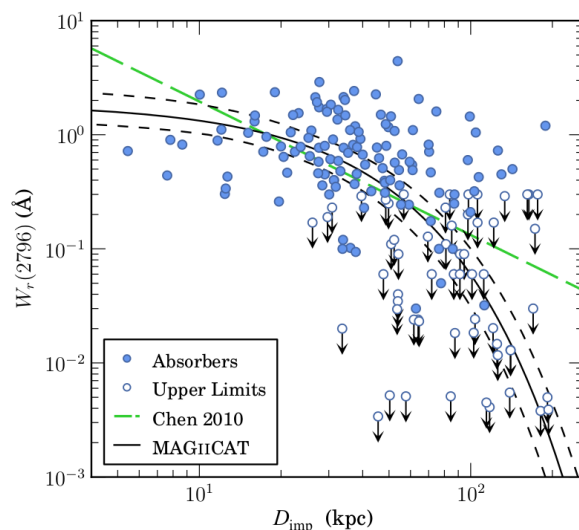 10^1
10^0
10^{-1}
10^{-2}
10^{-3}
W_r(2796) (Å)
Absorbers
Upper Limits
Chen 2010
MAGIICAT
10^1 10^2
D_imp (kpc)